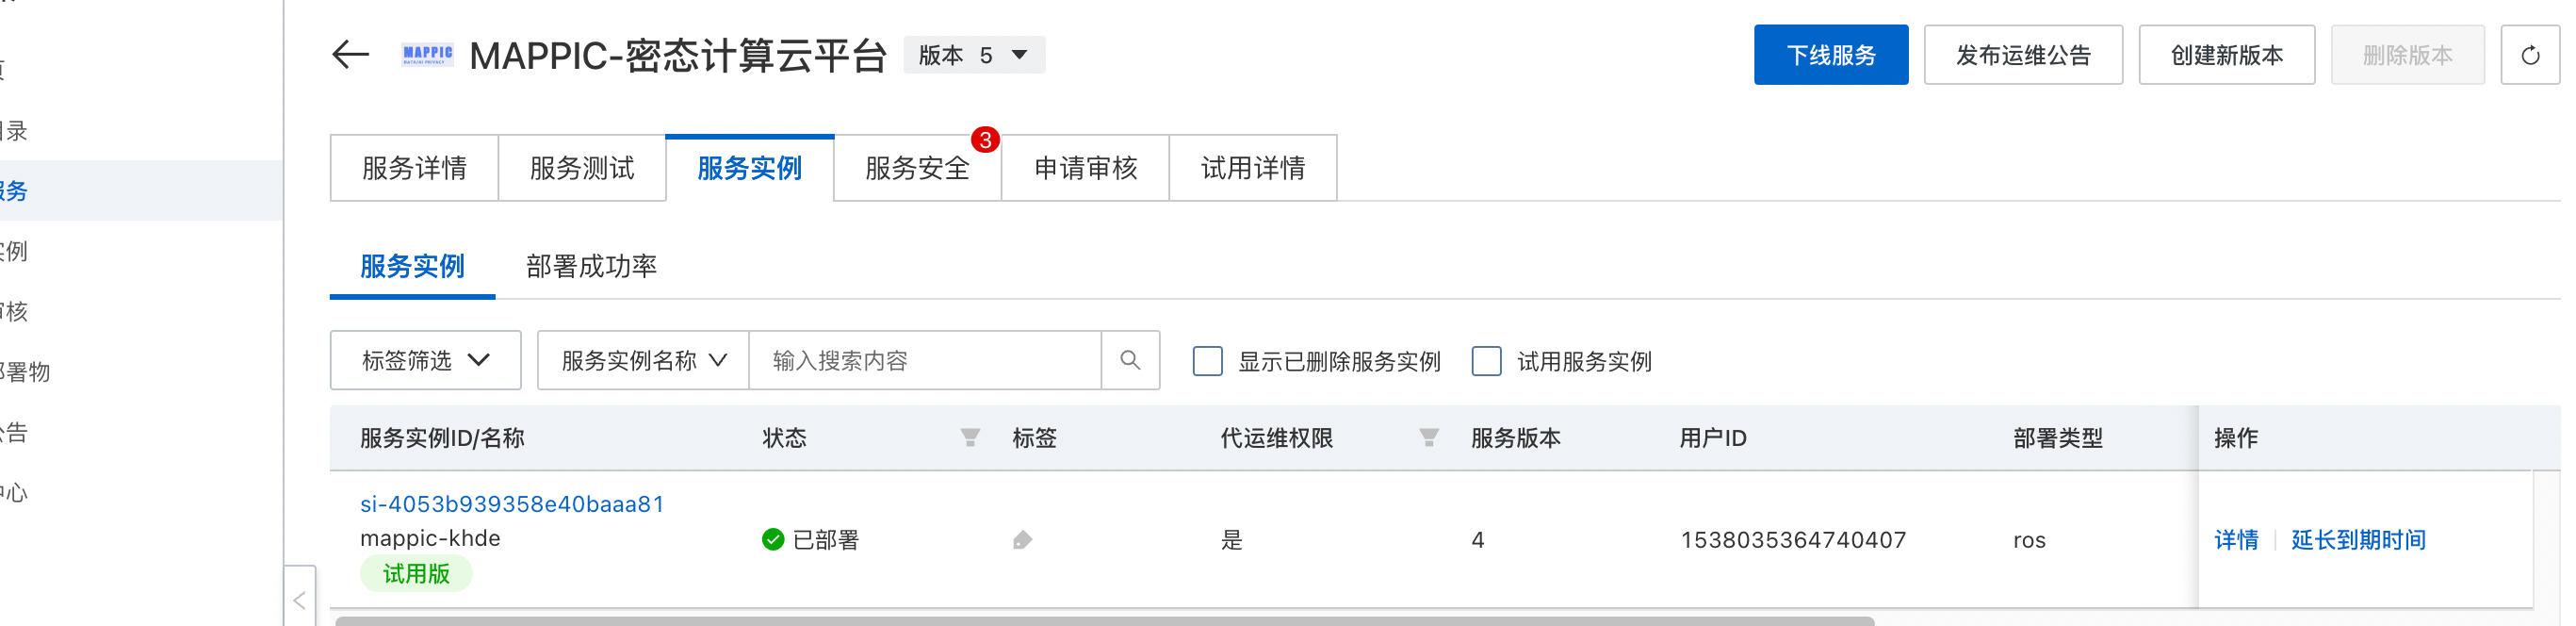 MAPPIC
MAPPIC-密态计算云平台
版本 5
下线服务
发布运维公告
创建新版本
删除版本
录
服务
例
核
署物
告
心
服务详情
服务测试
服务实例
服务安全
3
申请审核
试用详情
服务实例
部署成功率
标签筛选
服务实例名称
输入搜索内容
显示已删除服务实例
试用服务实例
服务实例ID/名称
状态
标签
代运维权限
服务版本
用户ID
部署类型
操作
si-4053b939358e40baaa81
mappic-khde
试用版
已部署
是
4
1538035364740407
ros
详情
延长到期时间